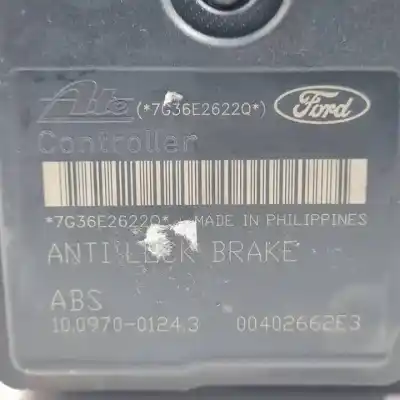 Ate (*7G36E2622Q*) Ford
Controller
*7G36E2622Q* MADE IN PHILIPPINES
ANTI LOCK BRAKE
ABS
10.0970-0124.3 00402662E3